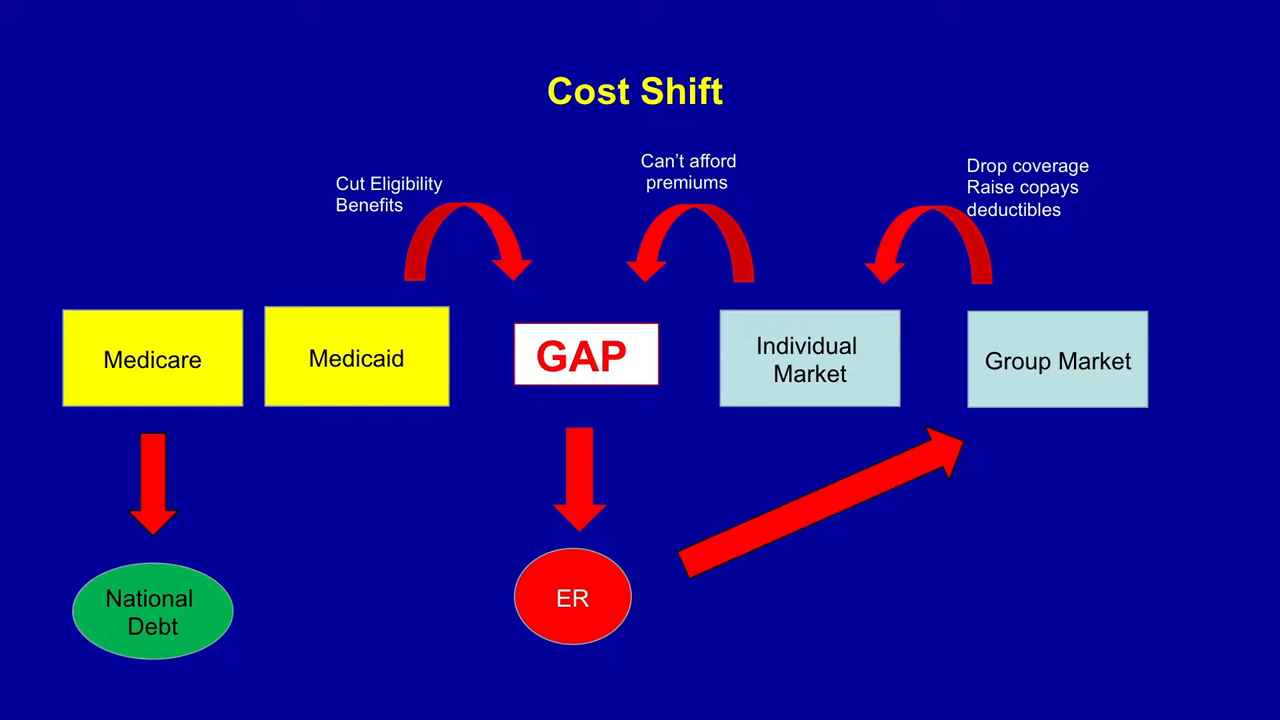 Cost Shift
Cut Eligibility
Benefits
Can’t afford
premiums
Drop coverage
Raise copays
deductibles
Medicare
Medicaid
GAP
Individual
Market
Group Market
National
Debt
ER